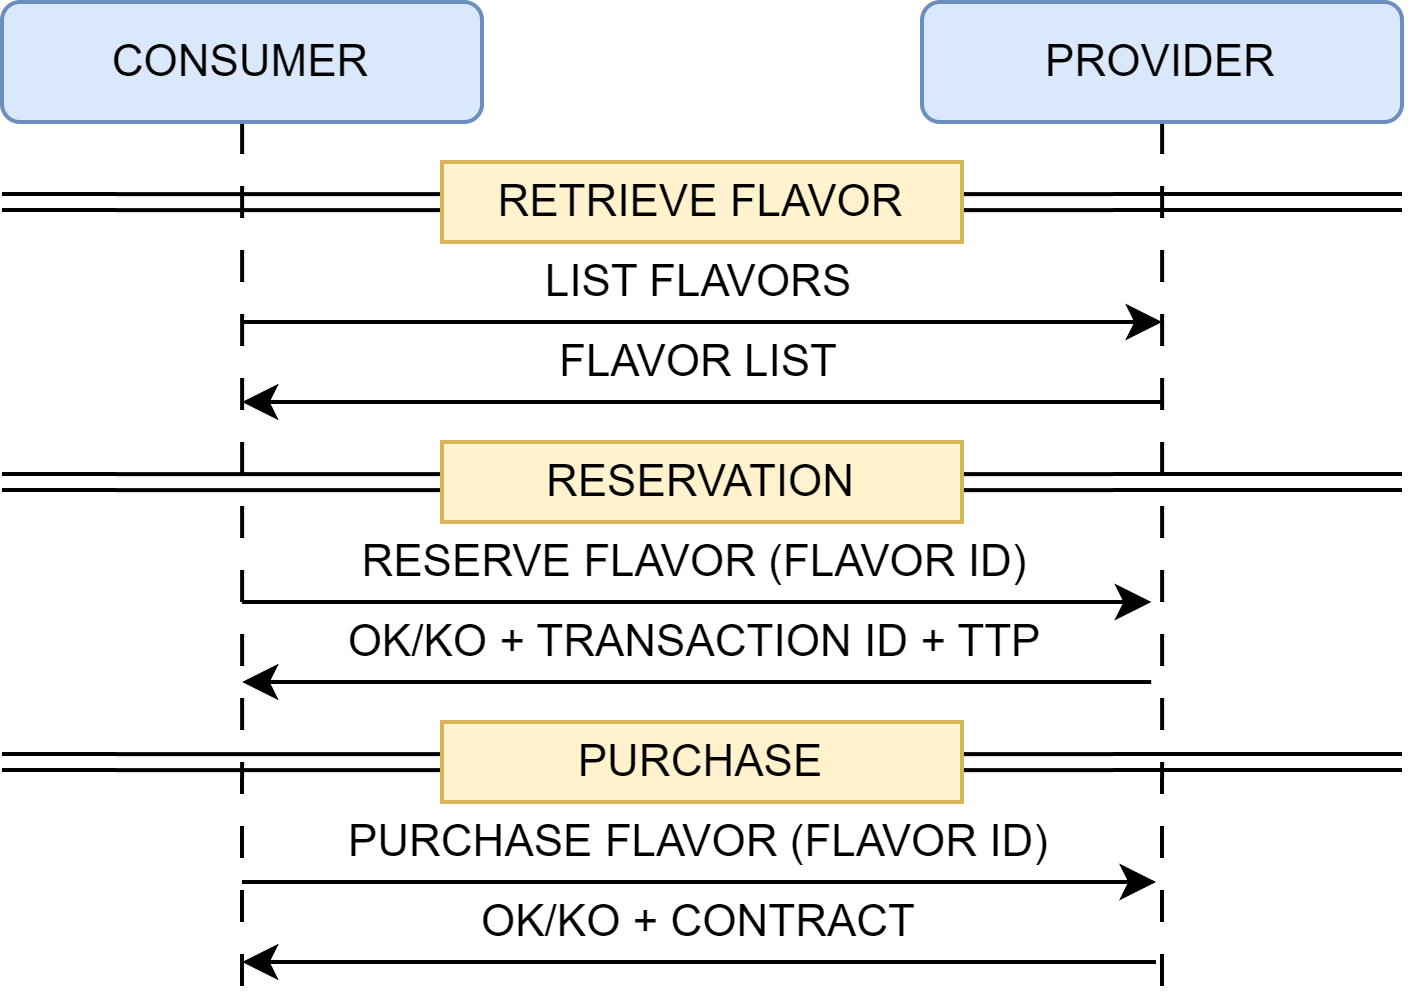 CONSUMER
PROVIDER
RETRIEVE FLAVOR
LIST FLAVORS
FLAVOR LIST
RESERVATION
RESERVE FLAVOR (FLAVOR ID)
OK/KO + TRANSACTION ID + TTP
PURCHASE
PURCHASE FLAVOR (FLAVOR ID)
OK/KO + CONTRACT